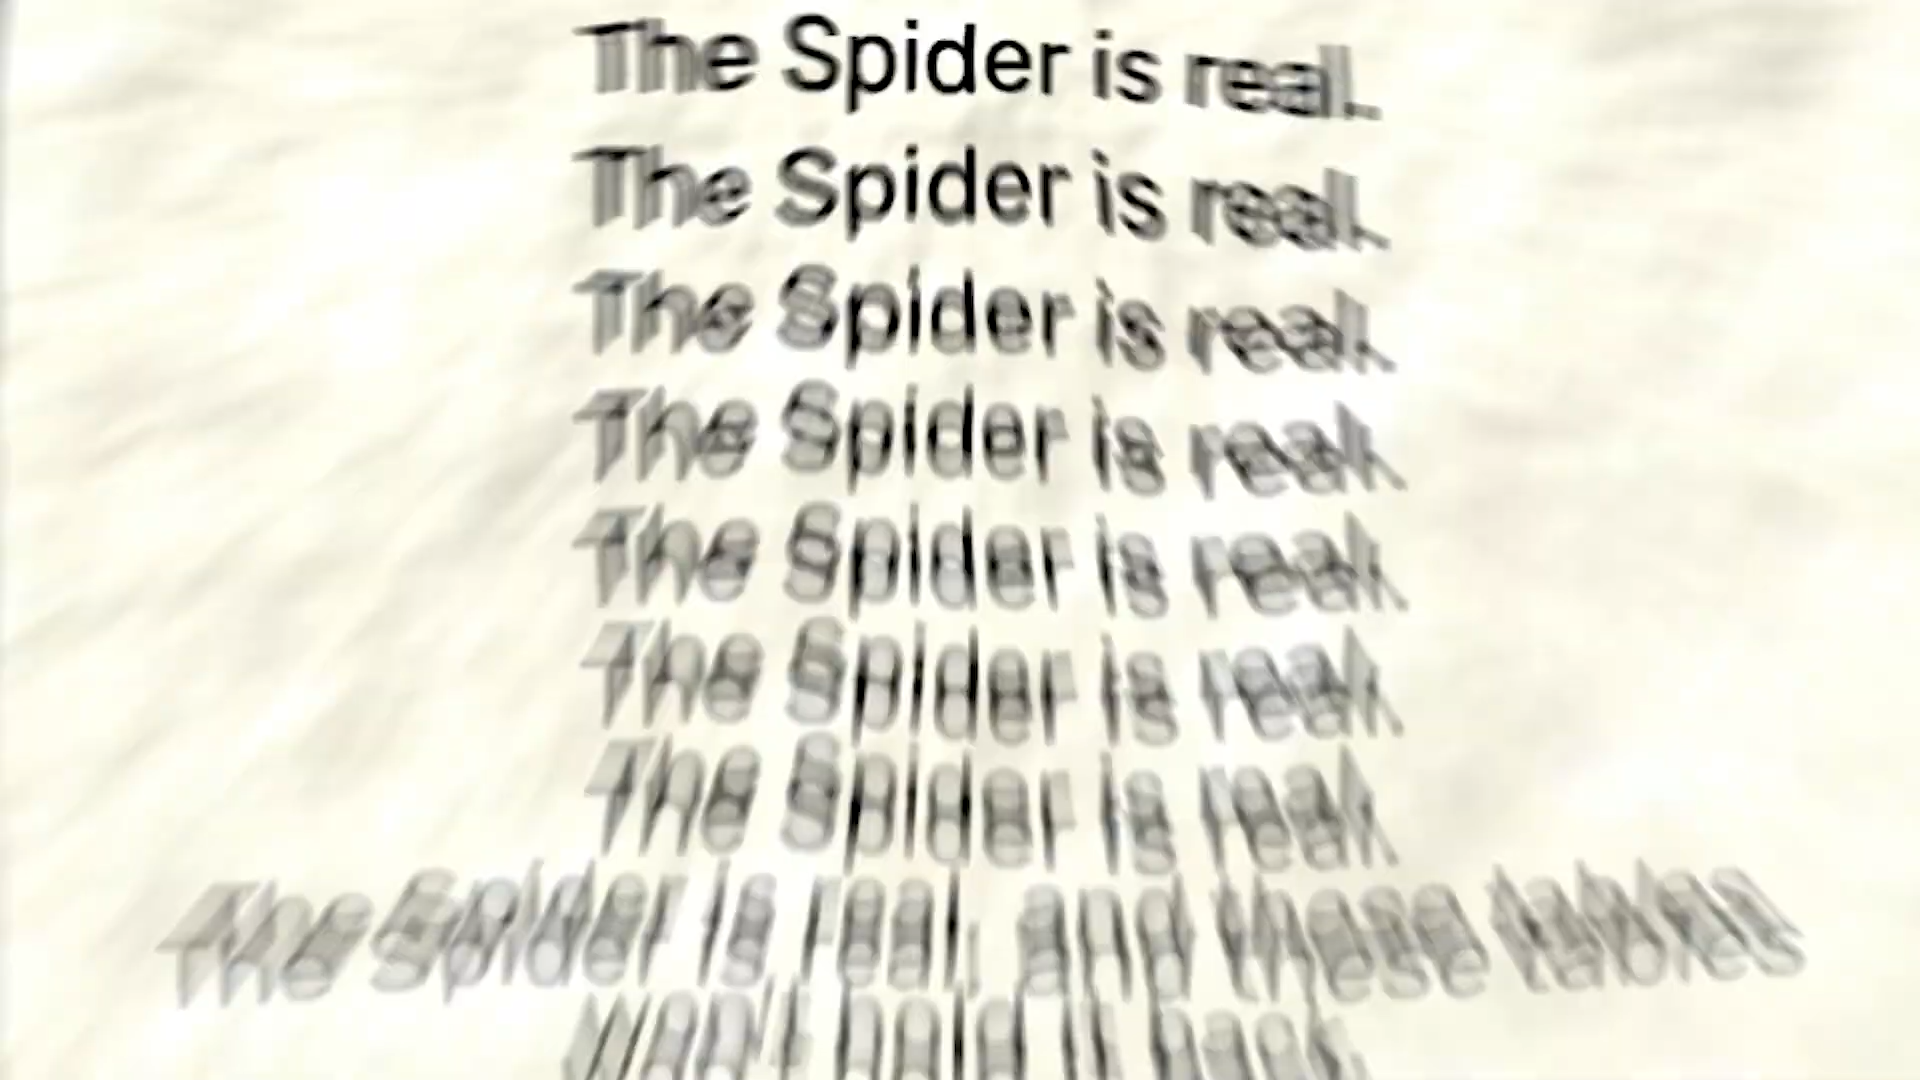 The Spider is real.
The Spider is real.
The Spider is real.
The Spider is real.
The Spider is real.
The Spider is real.
The Spider is real.
The Spider is real, and these tables
won't hold it back.